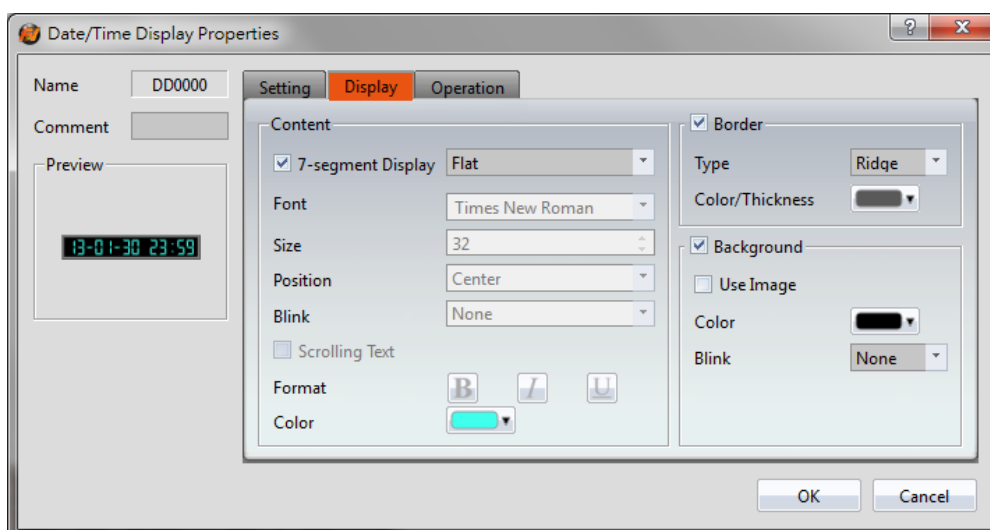 Date/Time Display Properties
Name DD0000
Comment
Preview
13-01-30 23:59
Setting Display Operation
Content
7-segment Display Flat
Font Times New Roman
Size 32
Position Center
Blink None
Scrolling Text
Format B I U
Color
Border
Type Ridge
Color/Thickness
Background
Use Image
Color
Blink None
OK Cancel